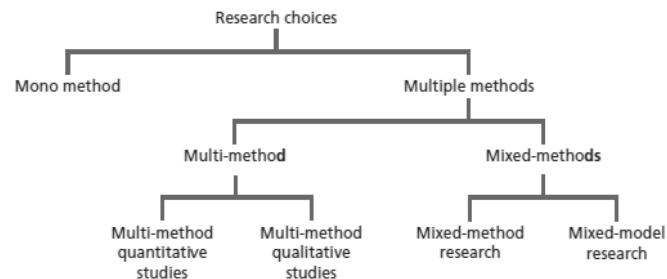 Research choices
Mono method
Multiple methods
Multi-method
Mixed-methods
Multi-method
quantitative
studies
Multi-method
qualitative
studies
Mixed-method
research
Mixed-model
research